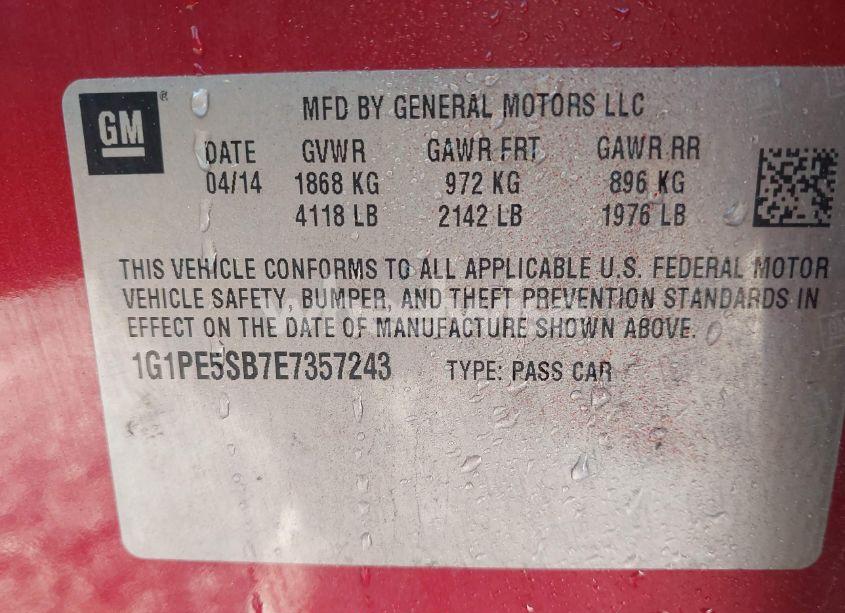 GM ®
MFD BY GENERAL MOTORS LLC
DATE GVWR GAWR FRT GAWR RR
04/14 1868 KG 972 KG 896 KG
4118 LB 2142 LB 1976 LB
THIS VEHICLE CONFORMS TO ALL APPLICABLE U.S. FEDERAL MOTOR
VEHICLE SAFETY, BUMPER, AND THEFT PREVENTION STANDARDS IN
EFFECT ON THE DATE OF MANUFACTURE SHOWN ABOVE.
1G1PE5SB7E7357243 TYPE: PASS CAR